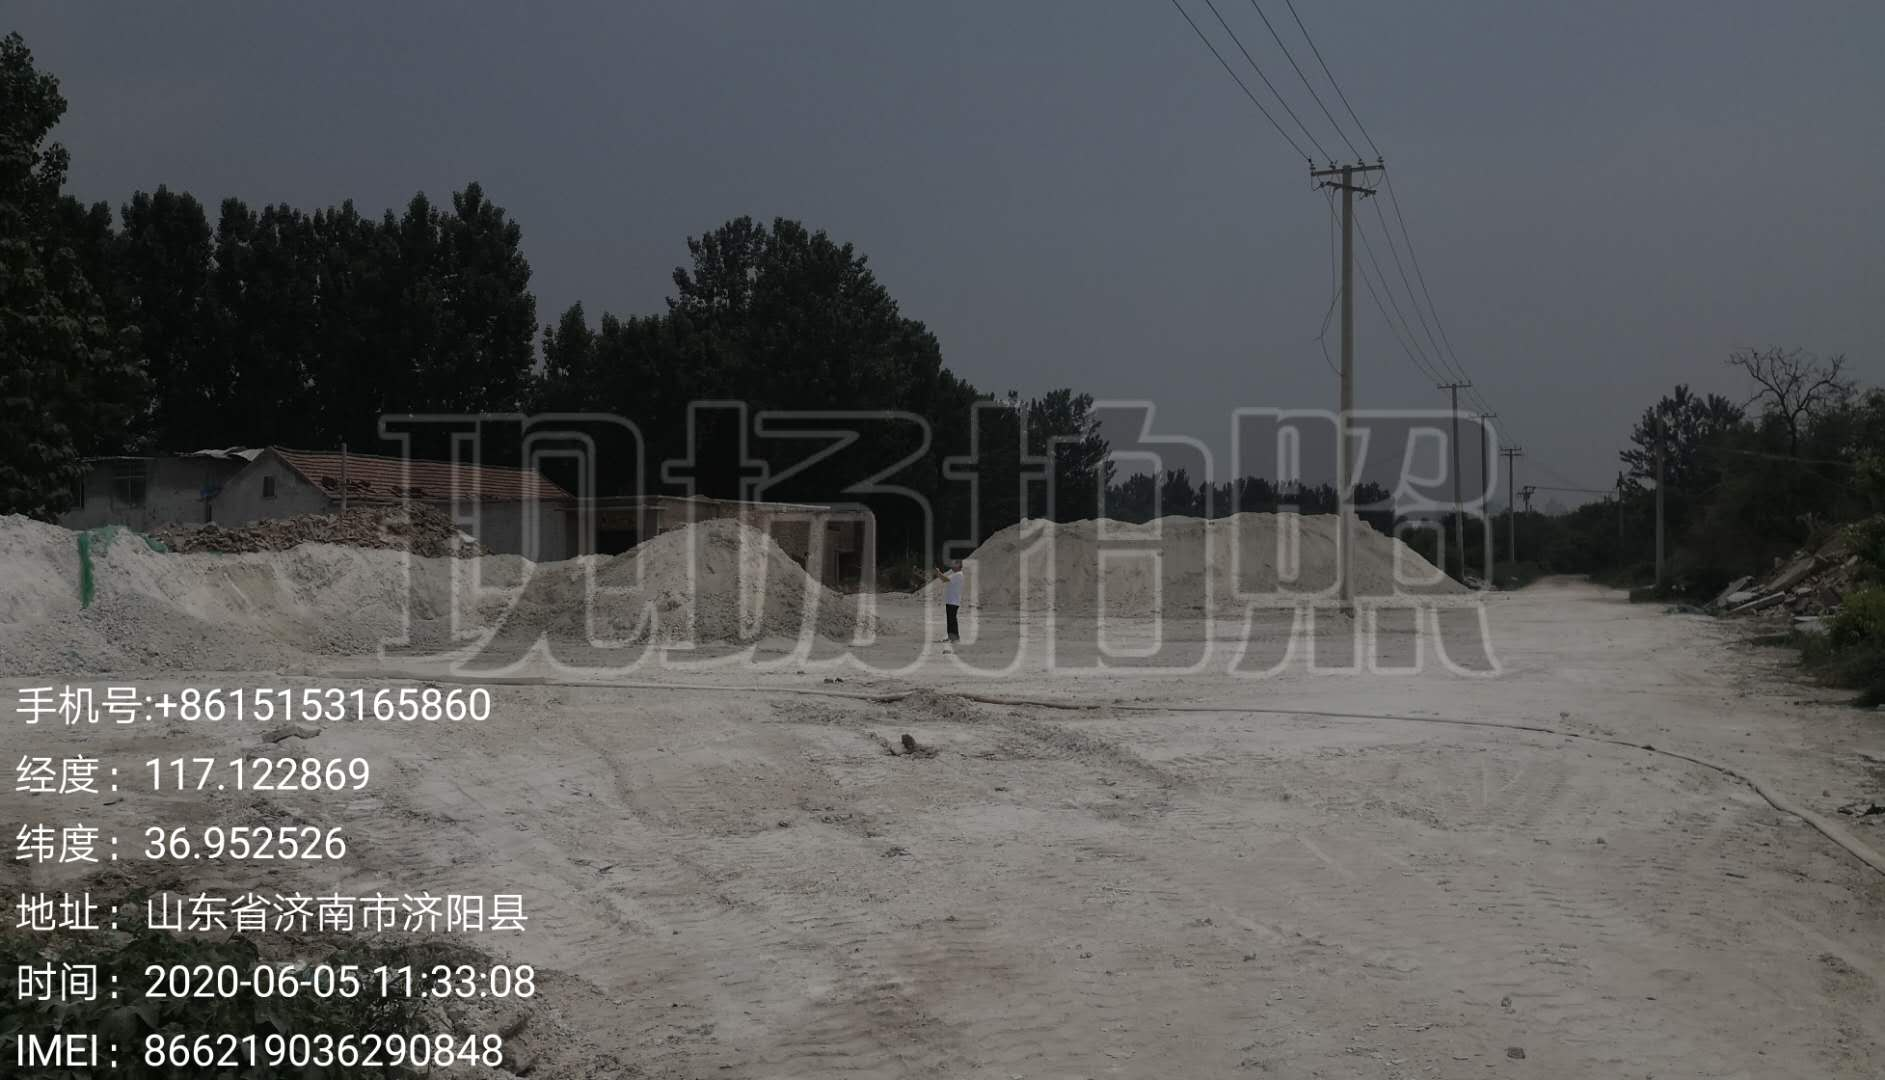 现场拍照
手机号:+8615153165860
经度：117.122869
纬度：36.952526
地址：山东省济南市济阳县
时间：2020-06-05 11:33:08
IMEI：866219036290848